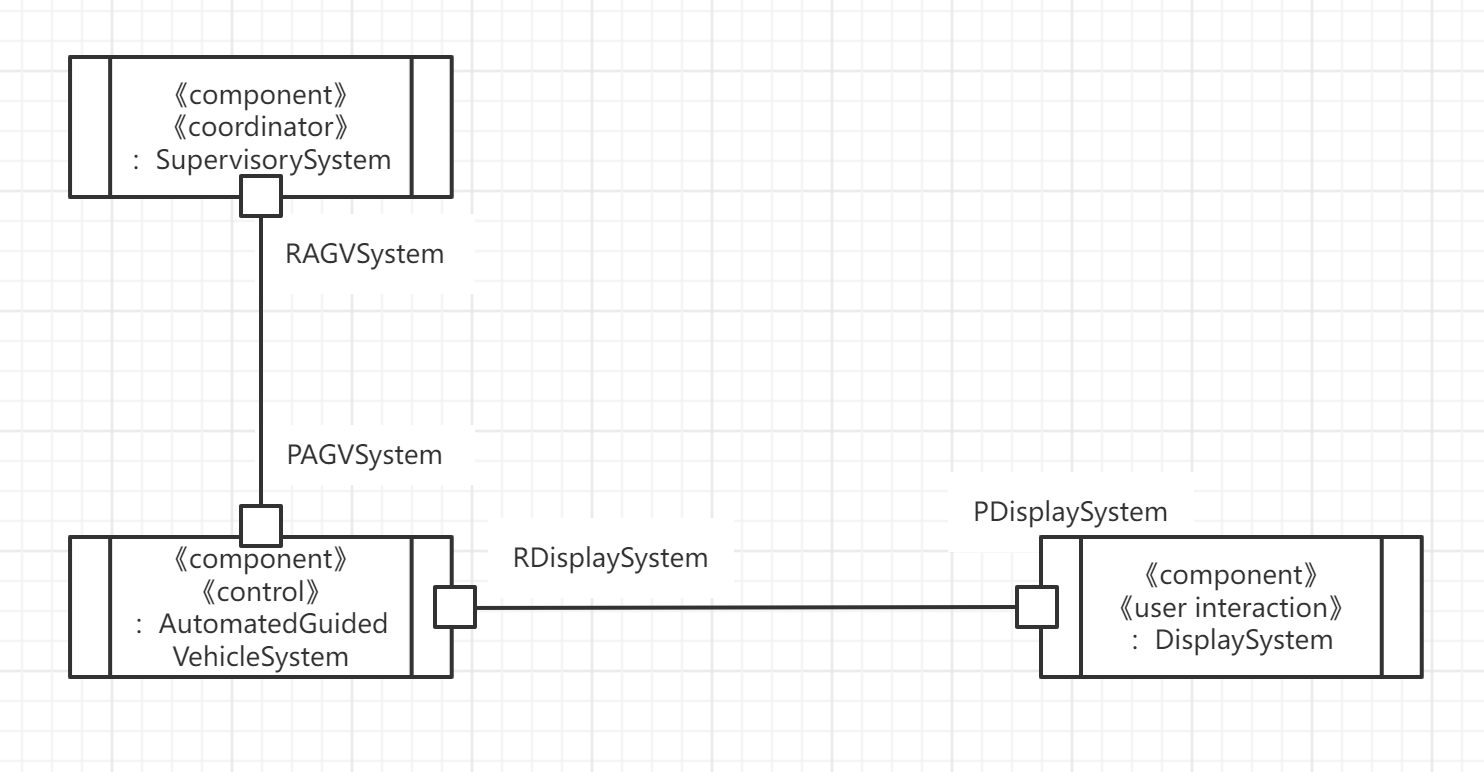 《component》
《coordinator》
：SupervisorySystem
RAGVSystem
PAGVSystem
《component》
《control》
：AutomatedGuided
VehicleSystem
RDisplaySystem
PDisplaySystem
《component》
《user interaction》
：DisplaySystem